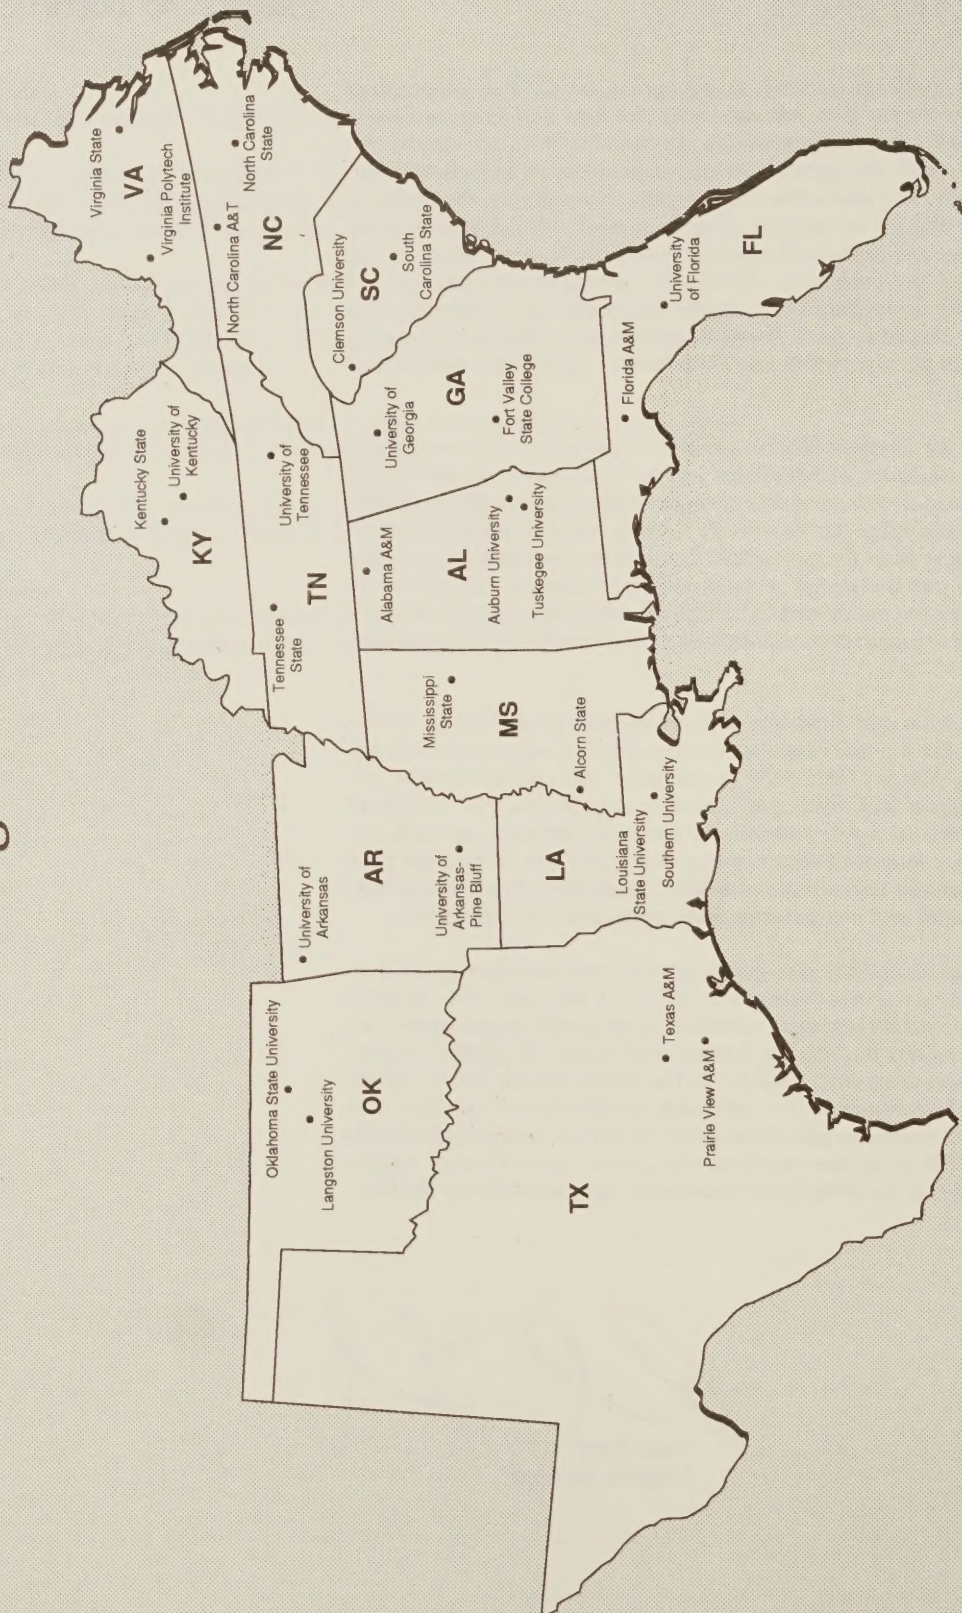 Oklahoma State University
Langston University
OK
TX
Texas A&M
Prairie View A&M
University of
Arkansas
AR
University of
Arkansas-
Pine Bluff
LA
Louisiana
State University
Southern University
Kentucky State
University of
Kentucky
KY
Tennessee
State
TN
University of
Tennessee
Mississippi
State
MS
Alcorn State
Alabama A&M
AL
Auburn University
Tuskegee University
University of
Georgia
GA
Fort Valley
State College
Virginia State
VA
Virginia Polytech
Institute
North Carolina A&T
NC
North Carolina
State
Clemson University
SC
South
Carolina State
Florida A&M
University
of Florida
FL